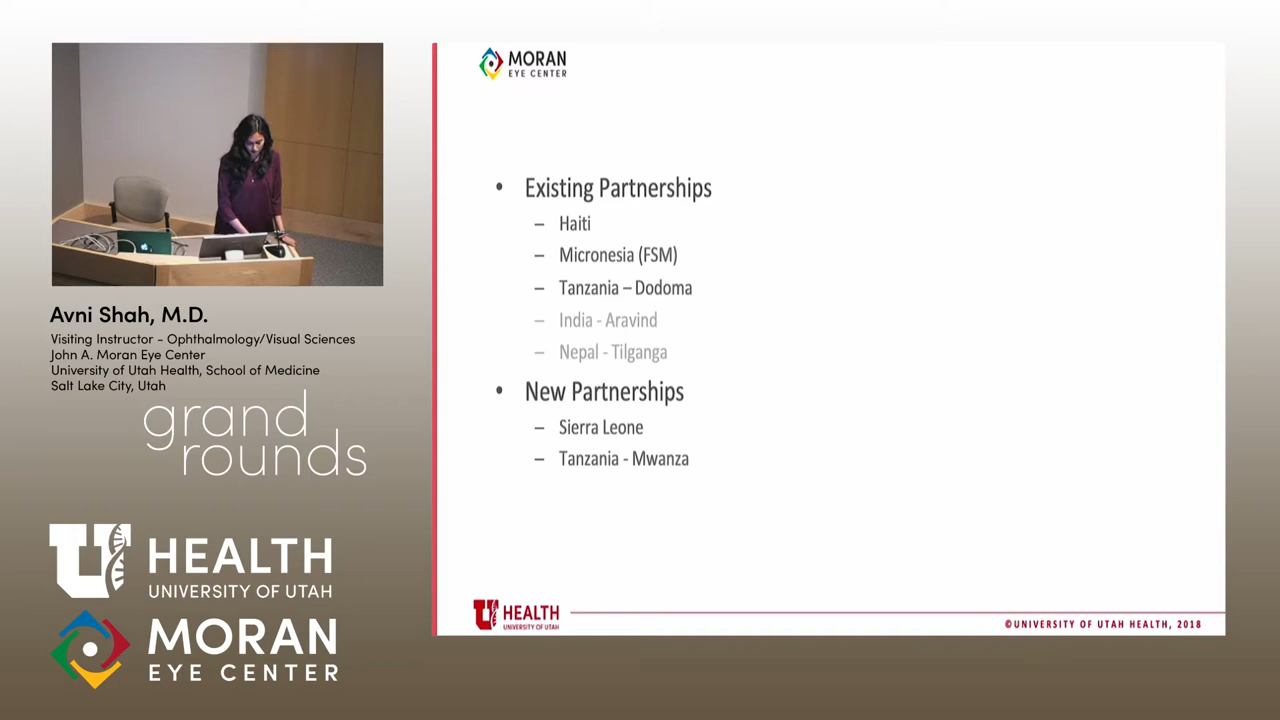 Avni Shah, M.D.
Visiting Instructor - Ophthalmology/Visual Sciences
John A. Moran Eye Center
University of Utah Health, School of Medicine
Salt Lake City, Utah
grand
rounds
U HEALTH
UNIVERSITY OF UTAH
MORAN
EYE CENTER
MORAN
EYE CENTER
• Existing Partnerships
– Haiti
– Micronesia (FSM)
– Tanzania – Dodoma
– India - Aravind
– Nepal - Tilganga
• New Partnerships
– Sierra Leone
– Tanzania - Mwanza
U HEALTH
UNIVERSITY OF UTAH
©UNIVERSITY OF UTAH HEALTH, 2018